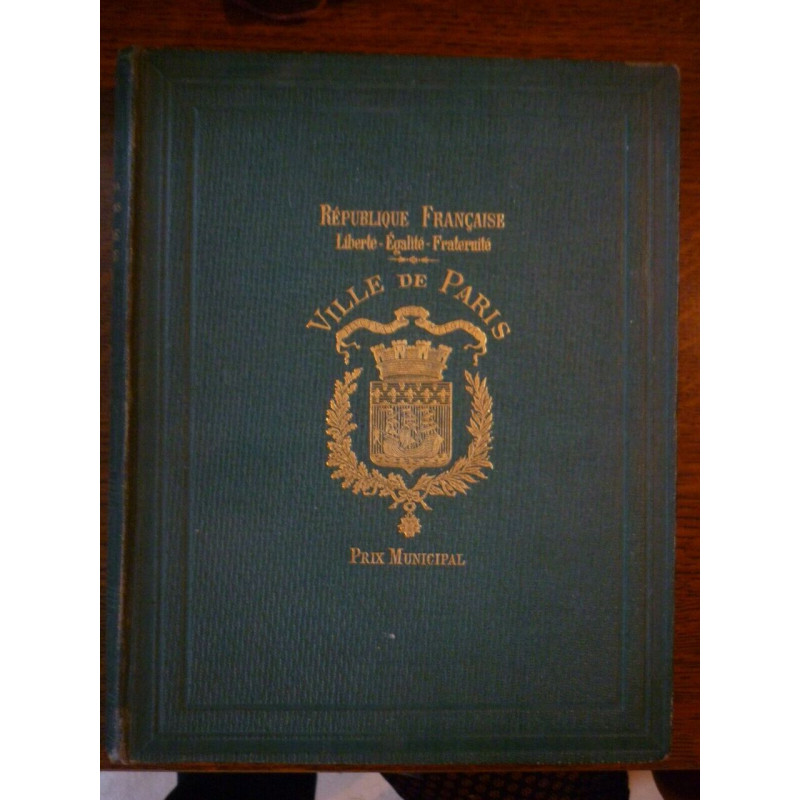 RÉPUBLIQUE FRANÇAISE
Liberté - Égalité - Fraternité
VILLE DE PARIS
PRIX MUNICIPAL